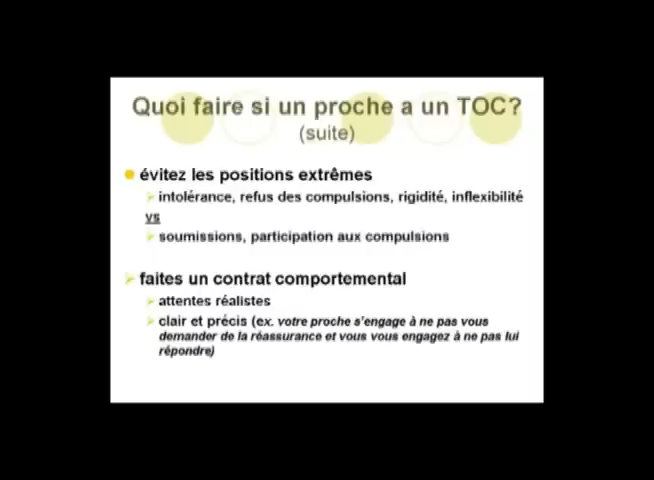 Quoi faire si un proche a un TOC?
(suite)
évitez les positions extrêmes
intolérance, refus des compulsions, rigidité, inflexibilité
vs
soumissions, participation aux compulsions
faites un contrat comportemental
attentes réalistes
clair et précis (ex. votre proche s'engage à ne pas vous
demander de la réassurance et vous vous engagez à ne pas lui
répondre)